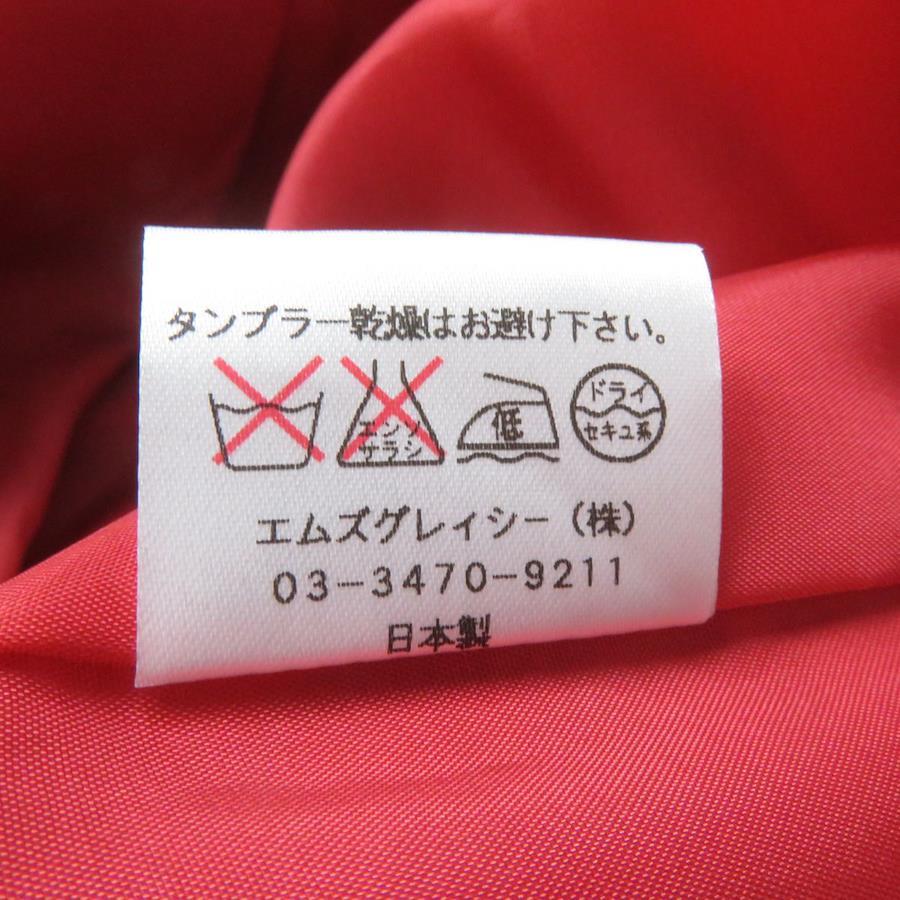 タンブラー乾燥はお避け下さい。
エンソ
サラシ
低
ドライ
セキユ系
エムズグレイシー（株）
03-3470-9211
日本製